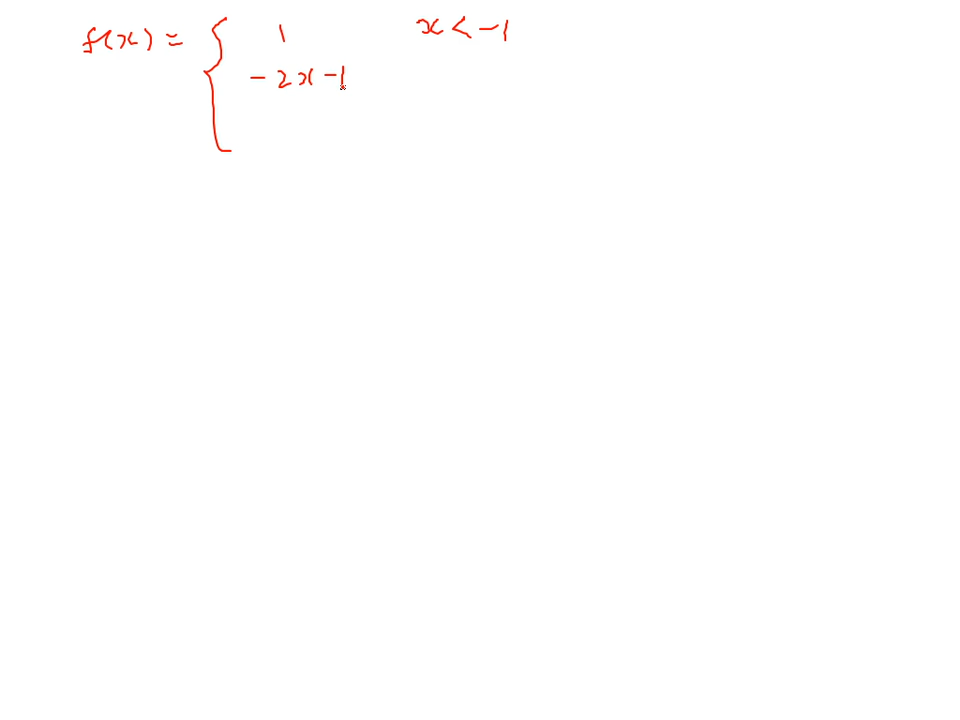 f(x) = { 1 x < -1
-2x -1